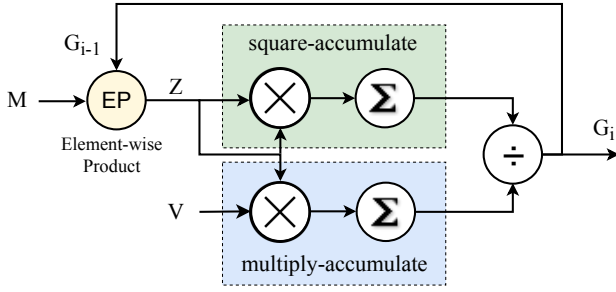 G_{i-1}
square-accumulate
M
EP
Z
Σ
Element-wise
Product
÷
G_i
V
Σ
multiply-accumulate